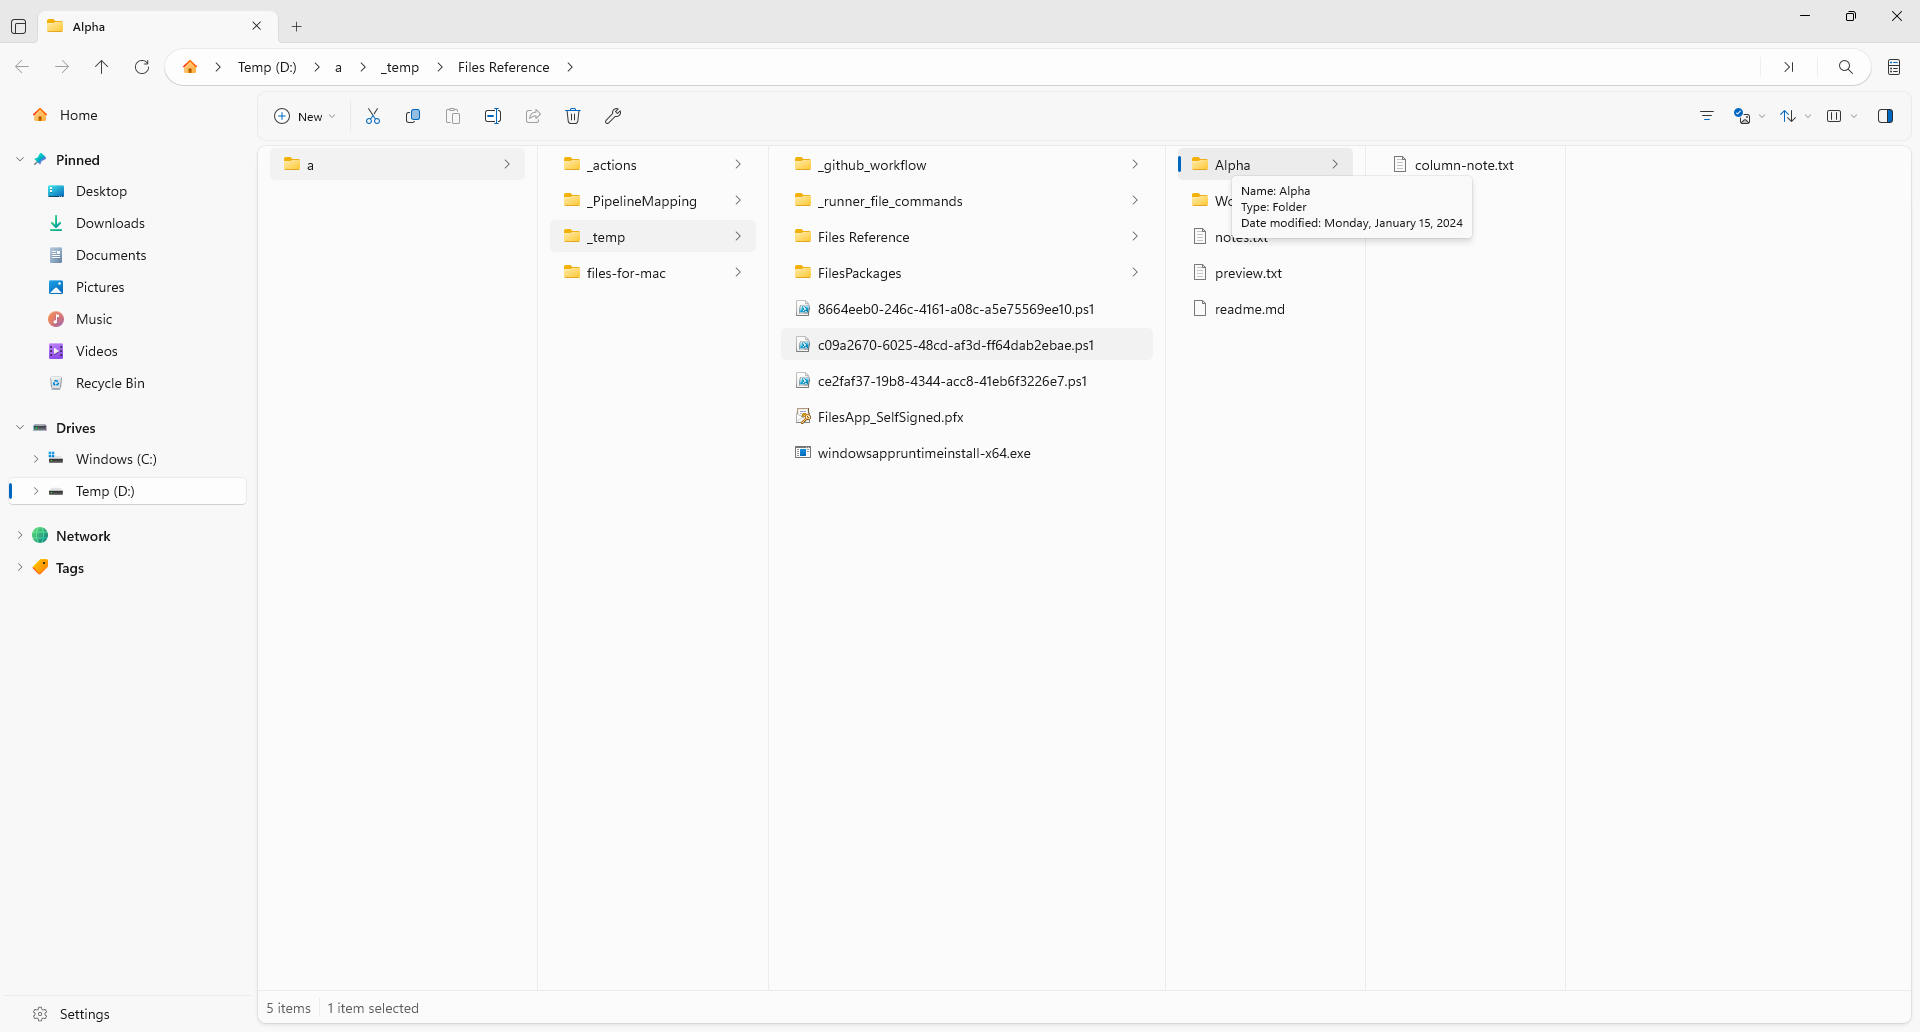 Alpha
Temp (D:)
a
_temp
Files Reference
Home
Pinned
Desktop
Downloads
Documents
Pictures
Music
Videos
Recycle Bin
Drives
Windows (C:)
Temp (D:)
Network
Tags
Settings
New
a
_actions
_PipelineMapping
_temp
files-for-mac
_github_workflow
_runner_file_commands
Files Reference
FilesPackages
8664eeb0-246c-4161-a08c-a5e75569ee10.ps1
c09a2670-6025-48cd-af3d-ff64dab2ebae.ps1
ce2faf37-19b8-4344-acc8-41eb6f3226e7.ps1
FilesApp_SelfSigned.pfx
windowsappruntimeinstall-x64.exe
Alpha
Name: Alpha
Type: Folder
Date modified: Monday, January 15, 2024
notes.txt
preview.txt
readme.md
column-note.txt
5 items
1 item selected